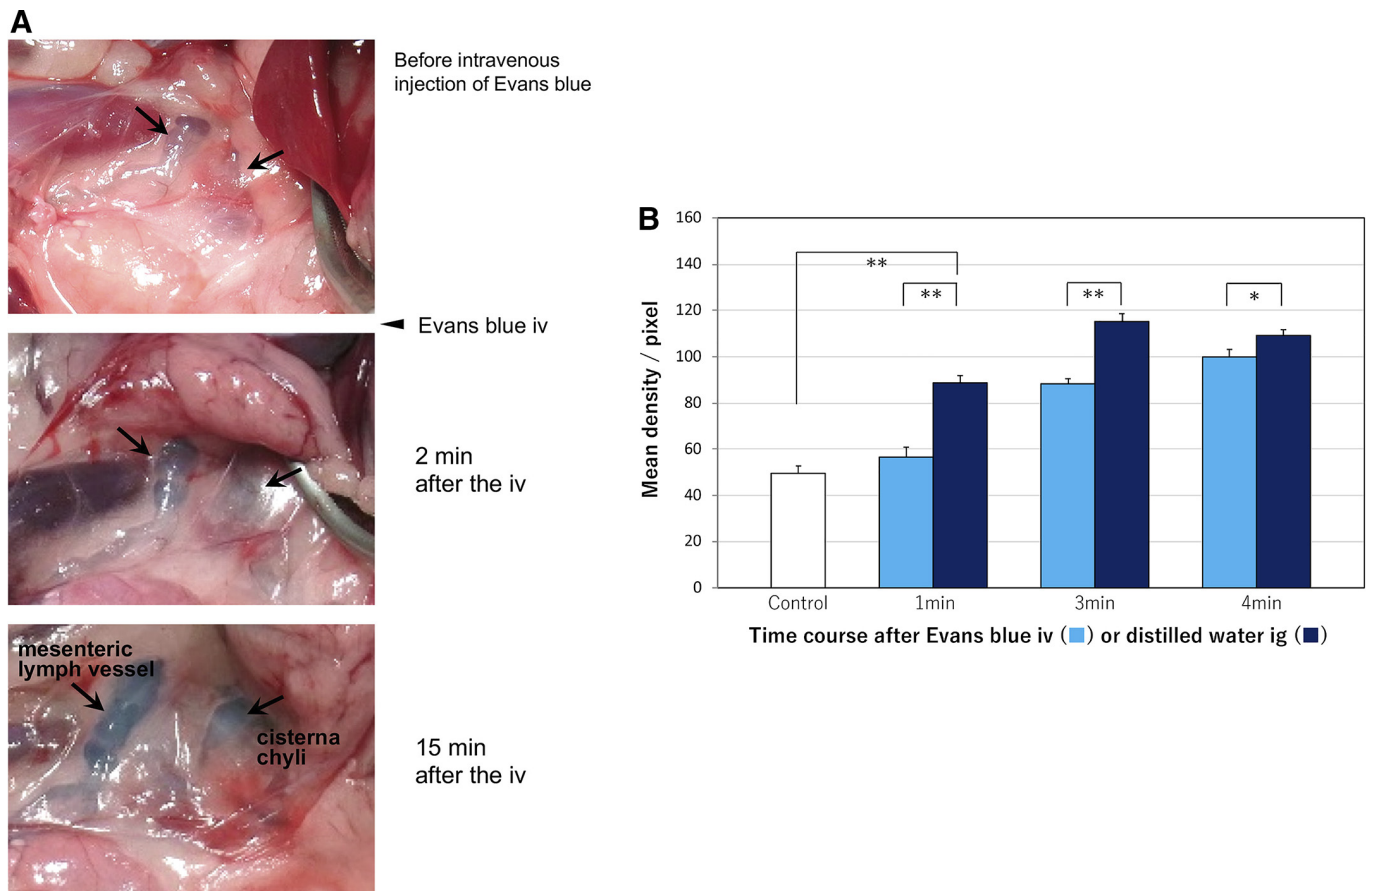 A
Before intravenous
injection of Evans blue
Evans blue iv
2 min
after the iv
mesenteric
lymph vessel
cisterna
chyli
15 min
after the iv
B
Mean density / pixel
160
140
120
100
80
60
40
20
0
**
**
**
*
Control
1min
3min
4min
Time course after Evans blue iv ( ) or distilled water ig ( )